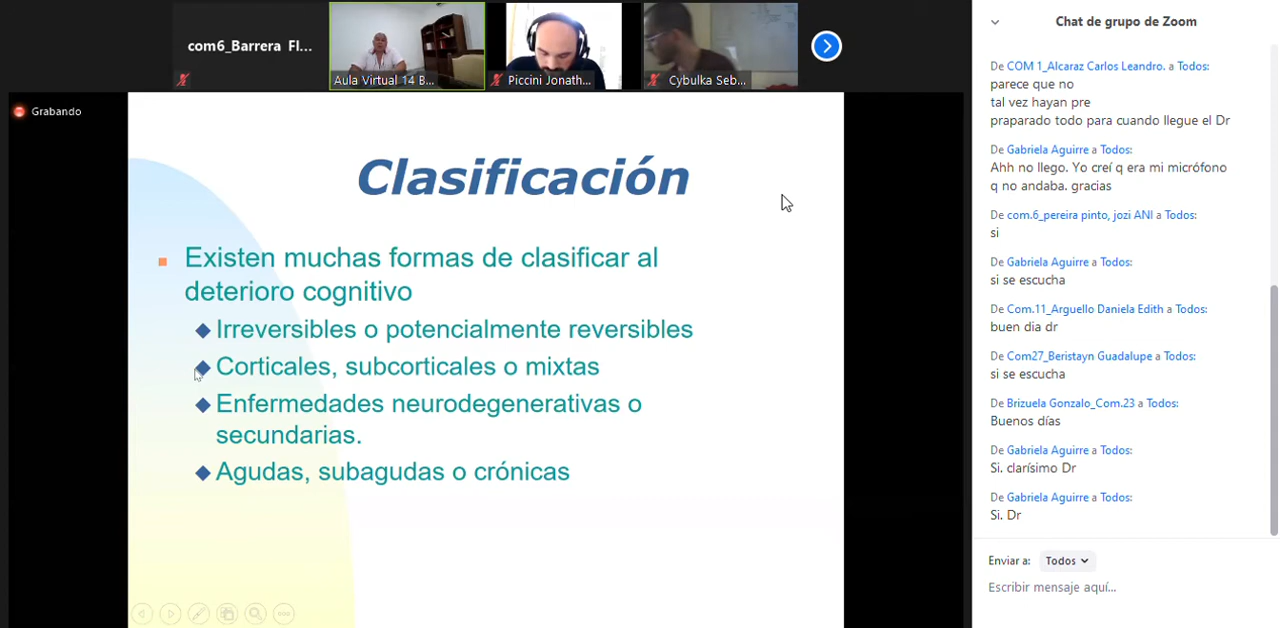 com6_Barrera Fl...
Aula Virtual 14 B...
Piccini Jonath...
Cybulka Seb...
Grabando
Clasificación
Existen muchas formas de clasificar al
deterioro cognitivo
Irreversibles o potencialmente reversibles
Corticales, subcorticales o mixtas
Enfermedades neurodegenerativas o
secundarias.
Agudas, subagudas o crónicas
Chat de grupo de Zoom
De COM 1_Alcaraz Carlos Leandro. a Todos:
parece que no
tal vez hayan pre
praparado todo para cuando llegue el Dr
De Gabriela Aguirre a Todos:
Ahh no llego. Yo creí q era mi micrófono
q no andaba. gracias
De com.6_pereira pinto, jozi ANI a Todos:
si
De Gabriela Aguirre a Todos:
si se escucha
De Com.11_Arguello Daniela Edith a Todos:
buen dia dr
De Com27_Beristayn Guadalupe a Todos:
si se escucha
De Brizuela Gonzalo_Com.23 a Todos:
Buenos días
De Gabriela Aguirre a Todos:
Si. clarísimo Dr
De Gabriela Aguirre a Todos:
Si. Dr
Enviar a: Todos
Escribir mensaje aquí...